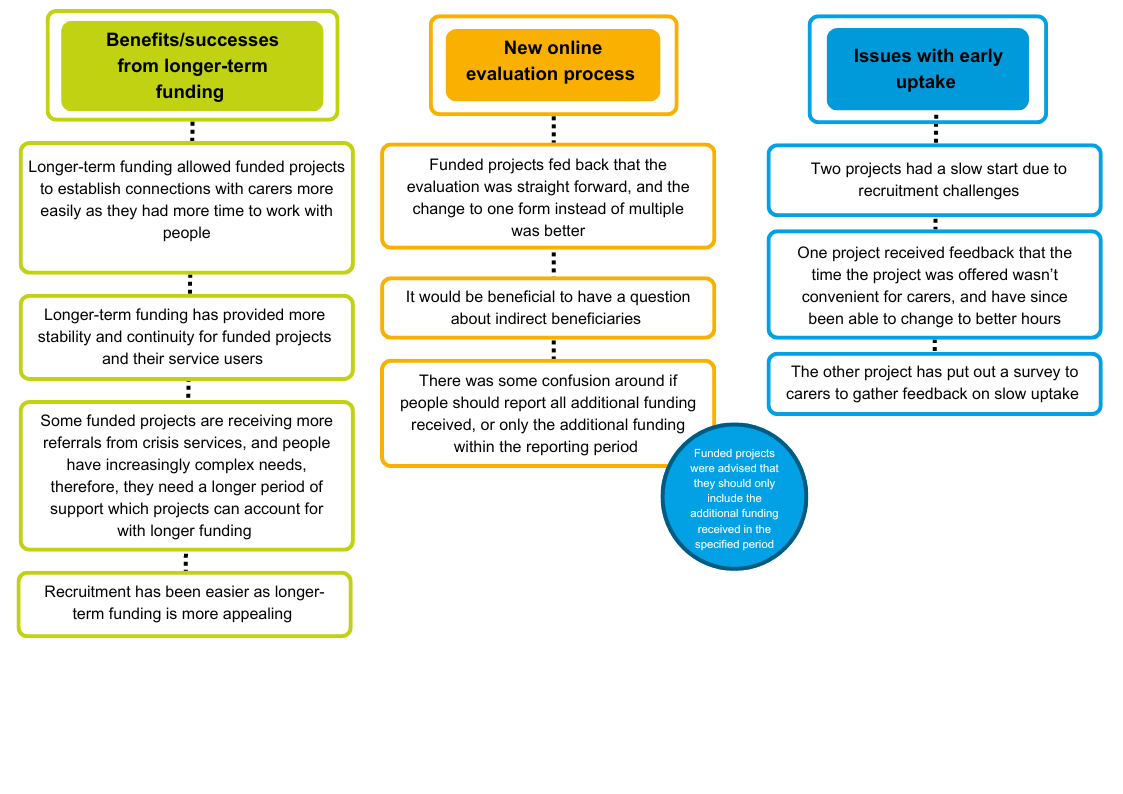 Benefits/successes
from longer-term
funding
Longer-term funding allowed funded projects
to establish connections with carers more
easily as they had more time to work with
people
Longer-term funding has provided more
stability and continuity for funded projects
and their service users
Some funded projects are receiving more
referrals from crisis services, and people
have increasingly complex needs,
therefore, they need a longer period of
support which projects can account for
with longer funding
Recruitment has been easier as longer-
term funding is more appealing
New online
evaluation process
Funded projects fed back that the
evaluation was straight forward, and the
change to one form instead of multiple
was better
It would be beneficial to have a question
about indirect beneficiaries
There was some confusion around if
people should report all additional funding
received, or only the additional funding
within the reporting period
Funded projects
were advised that
they should only
include the
additional funding
received in the
specified period
Issues with early
uptake
Two projects had a slow start due to
recruitment challenges
One project received feedback that the
time the project was offered wasn’t
convenient for carers, and have since
been able to change to better hours
The other project has put out a survey to
carers to gather feedback on slow uptake